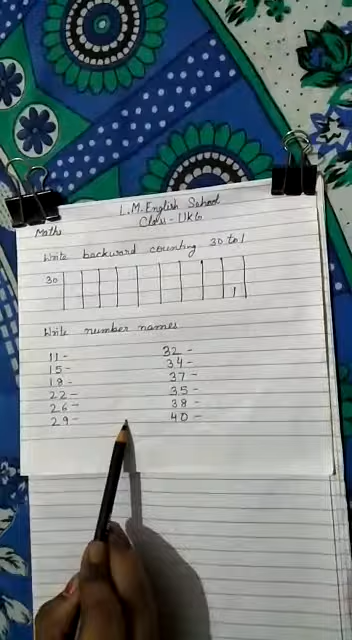 L.M. English School
Class - UKG
Maths
Write backward counting 30 to 1
30
1
Write number names
11 - 32 -
15 - 34 -
18 - 37 -
22 - 35 -
26 - 38 -
29 - 40 -